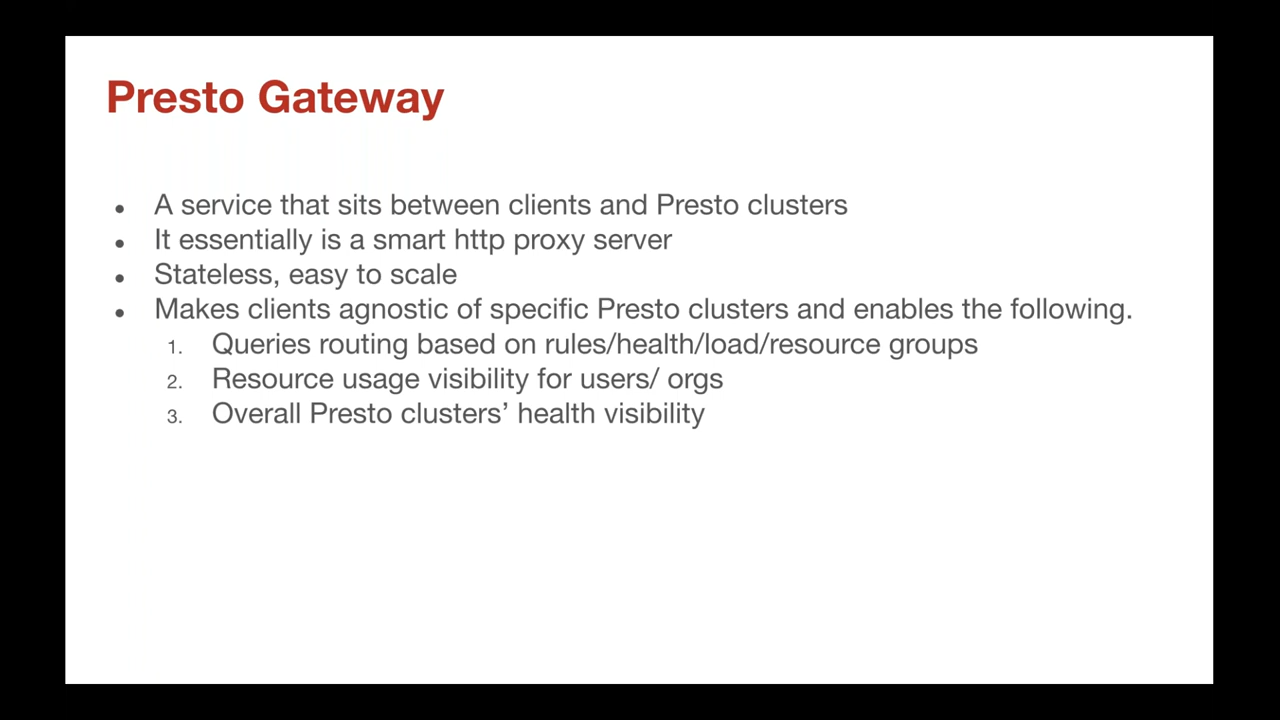 Presto Gateway
● A service that sits between clients and Presto clusters
● It essentially is a smart http proxy server
● Stateless, easy to scale
● Makes clients agnostic of specific Presto clusters and enables the following.
1. Queries routing based on rules/health/load/resource groups
2. Resource usage visibility for users/ orgs
3. Overall Presto clusters’ health visibility